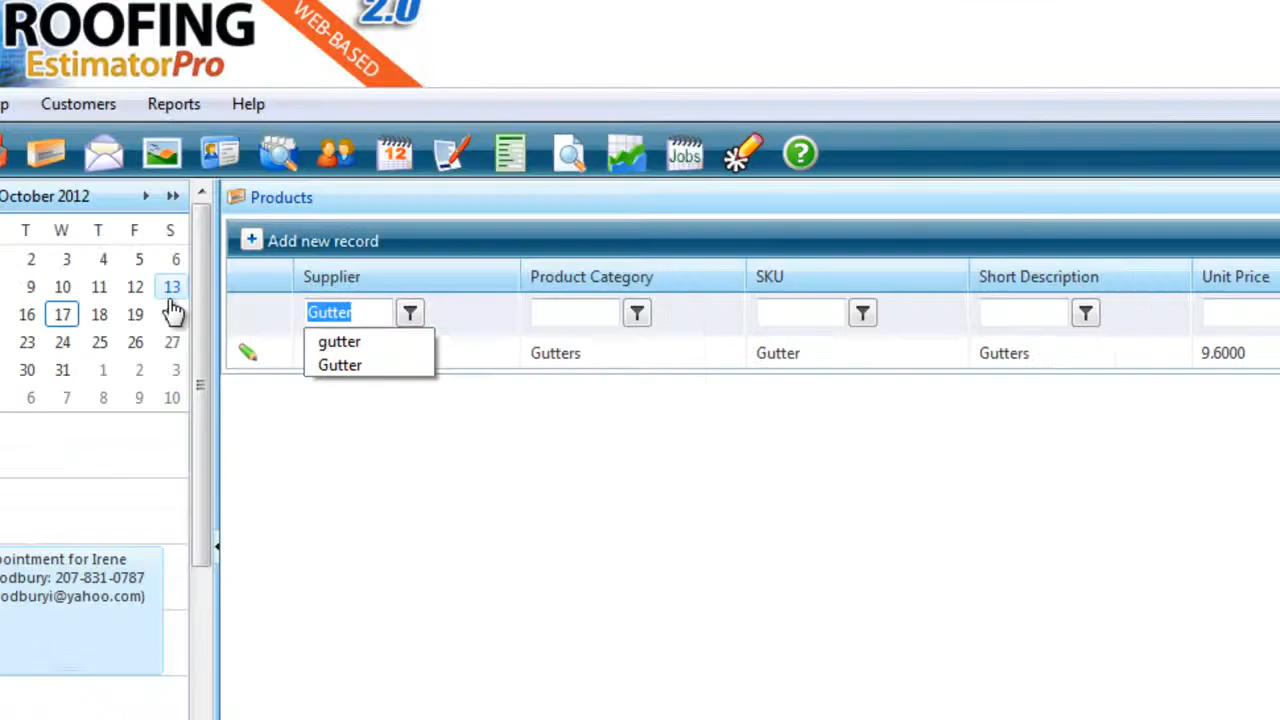 ROOFING
EstimatorPro
2.0
WEB-BASED
p Customers Reports Help
12
Jobs
?
October 2012
T W T F S
2 3 4 5 6
9 10 11 12 13
16 17 18 19
23 24 25 26 27
30 31 1 2 3
6 7 8 9 10
pointment for Irene
odbury: 207-831-0787
odburyi@yahoo.com)
Products
+ Add new record
Supplier Product Category SKU Short Description Unit Price
Gutter
gutter
Gutter
Gutters Gutter Gutters 9.6000